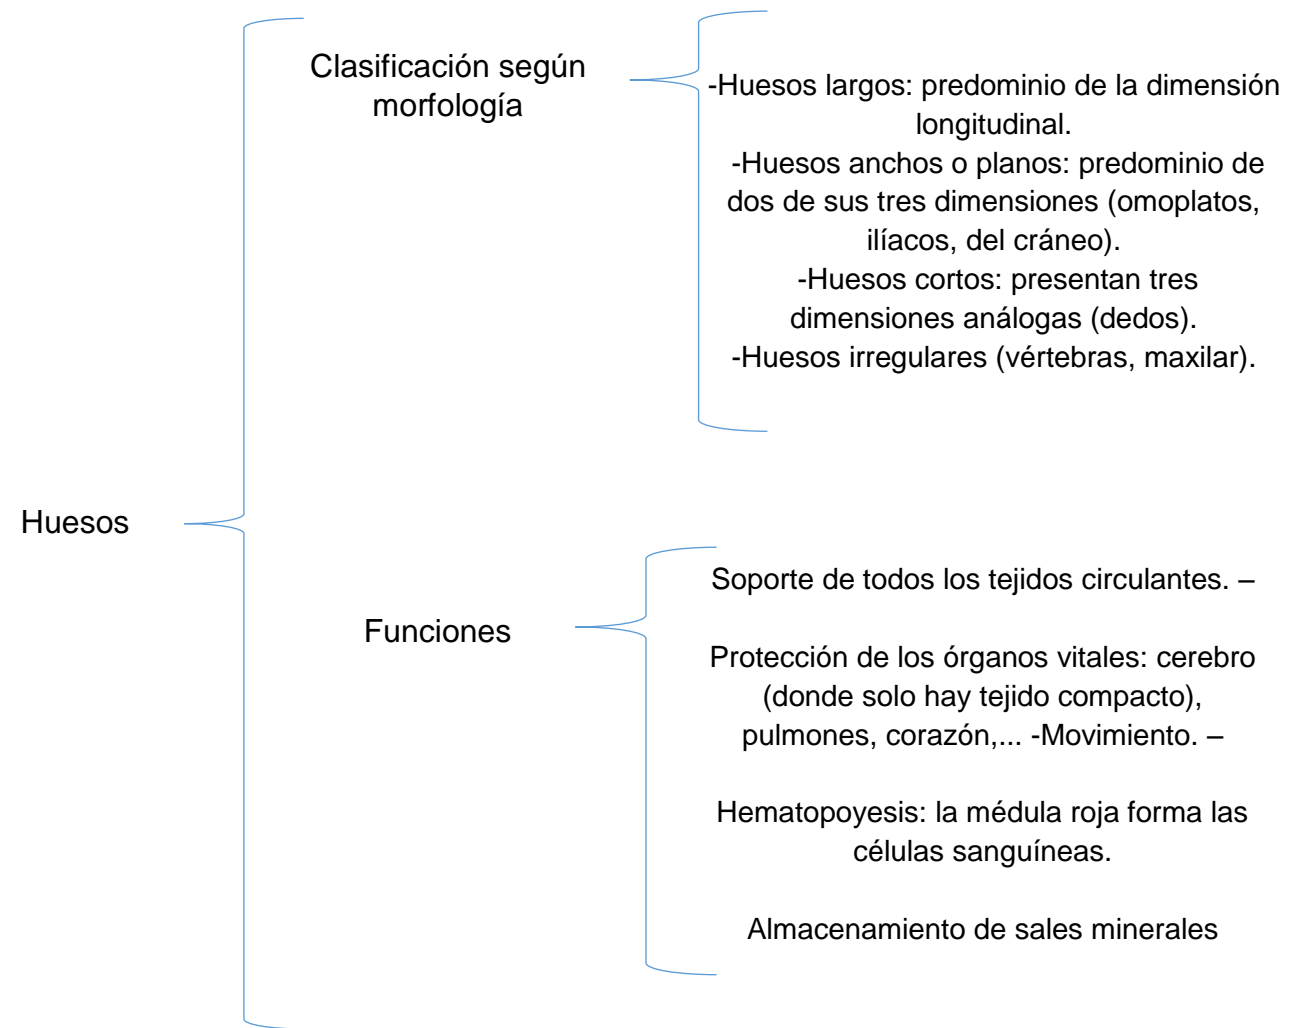 Clasificación según
morfología
-Huesos largos: predominio de la dimensión
longitudinal.
-Huesos anchos o planos: predominio de
dos de sus tres dimensiones (omoplatos,
ilíacos, del cráneo).
-Huesos cortos: presentan tres
dimensiones análogas (dedos).
-Huesos irregulares (vértebras, maxilar).
Huesos
Funciones
Soporte de todos los tejidos circulantes. –
Protección de los órganos vitales: cerebro
(donde solo hay tejido compacto),
pulmones, corazón,... -Movimiento. –
Hematopoyesis: la médula roja forma las
células sanguíneas.
Almacenamiento de sales minerales